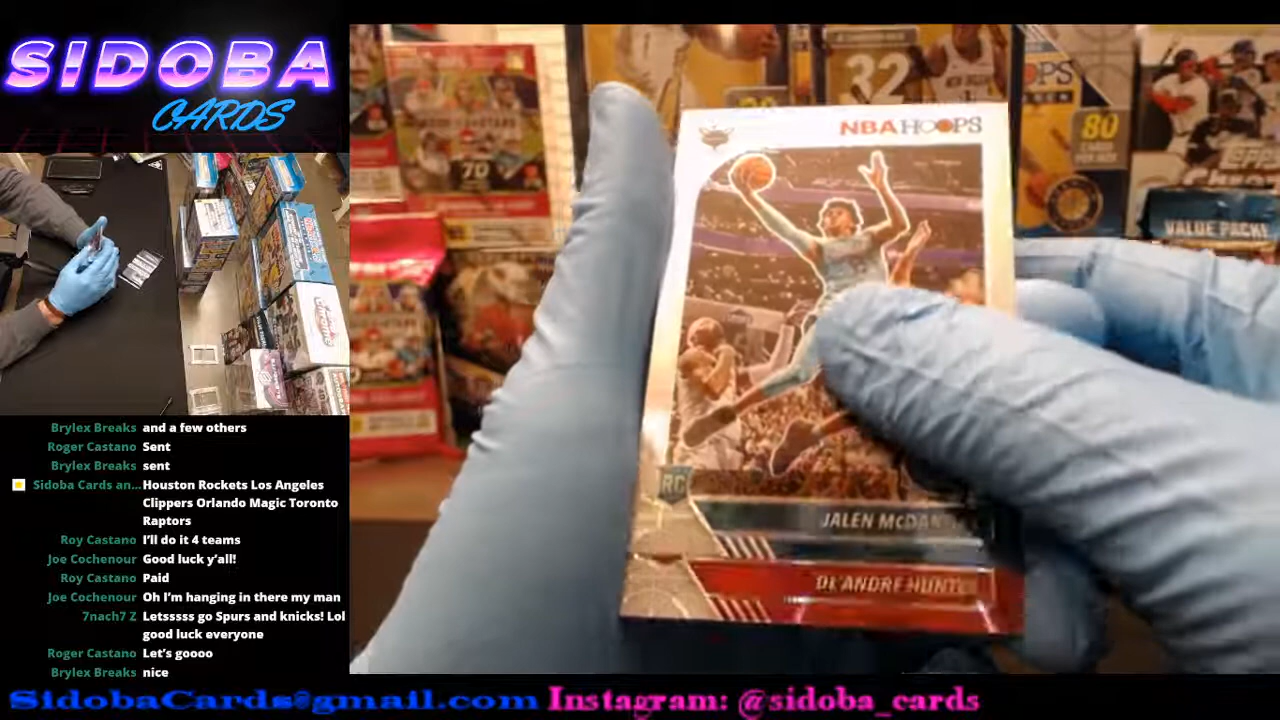 SIDOBA
CARDS
Brylex Breaks and a few others
Roger Castano Sent
Brylex Breaks sent
Sidoba Cards an... Houston Rockets Los Angeles
Clippers Orlando Magic Toronto
Raptors
Roy Castano I'll do it 4 teams
Joe Cochenour Good luck y'all!
Roy Castano Paid
Joe Cochenour Oh I'm hanging in there my man
7nach7 Z Letsssss go Spurs and knicks! Lol
good luck everyone
Roger Castano Let's goooo
Brylex Breaks nice
NBA HOOPS
RC
JALEN
DE'ANDRE HUNTER
70
32
80
VALUE PACK!
SidobaCards@gmail.com Instagram: @sidoba_cards